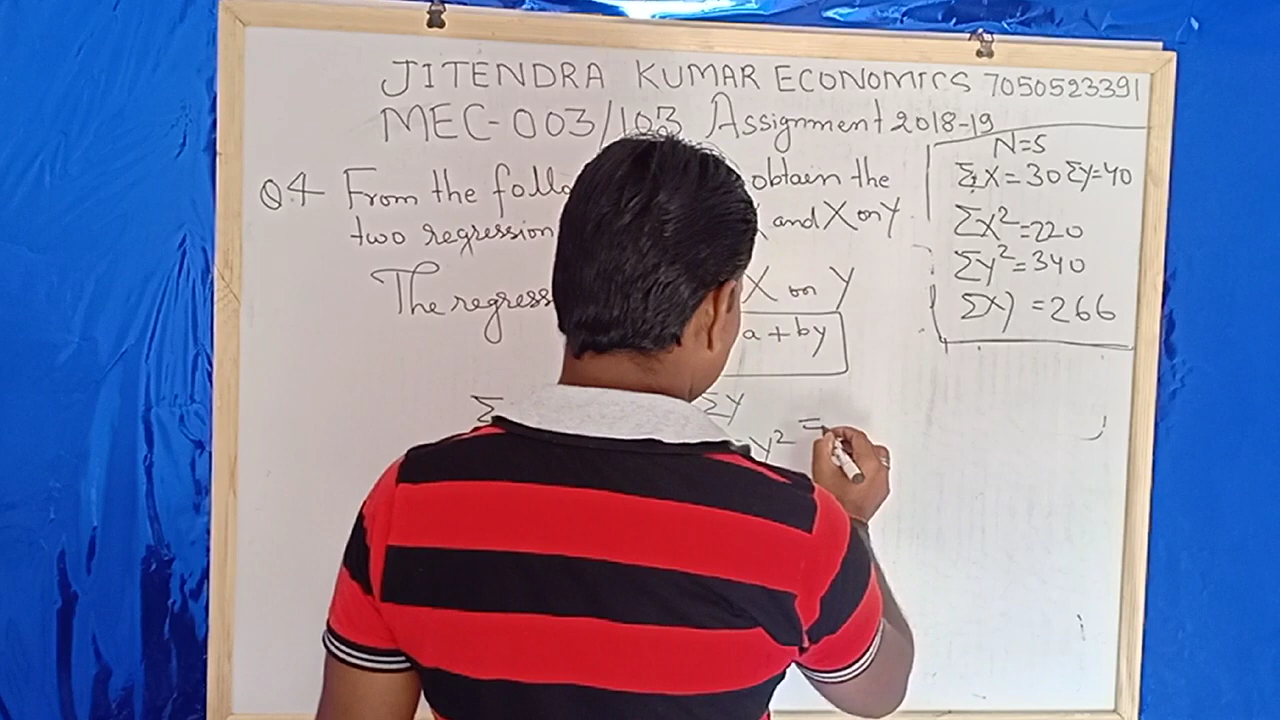 JITENDRA KUMAR ECONOMICS 7050523391
MEC-003/103 Assignment 2018-19
Q.4 From the follo obtain the
two regression X and X on Y
The regress X on Y
a + by
Σ ΣY
y² =
N=5
ΣX = 30 ΣY=40
ΣX²=220
ΣY²=340
ΣXY =266